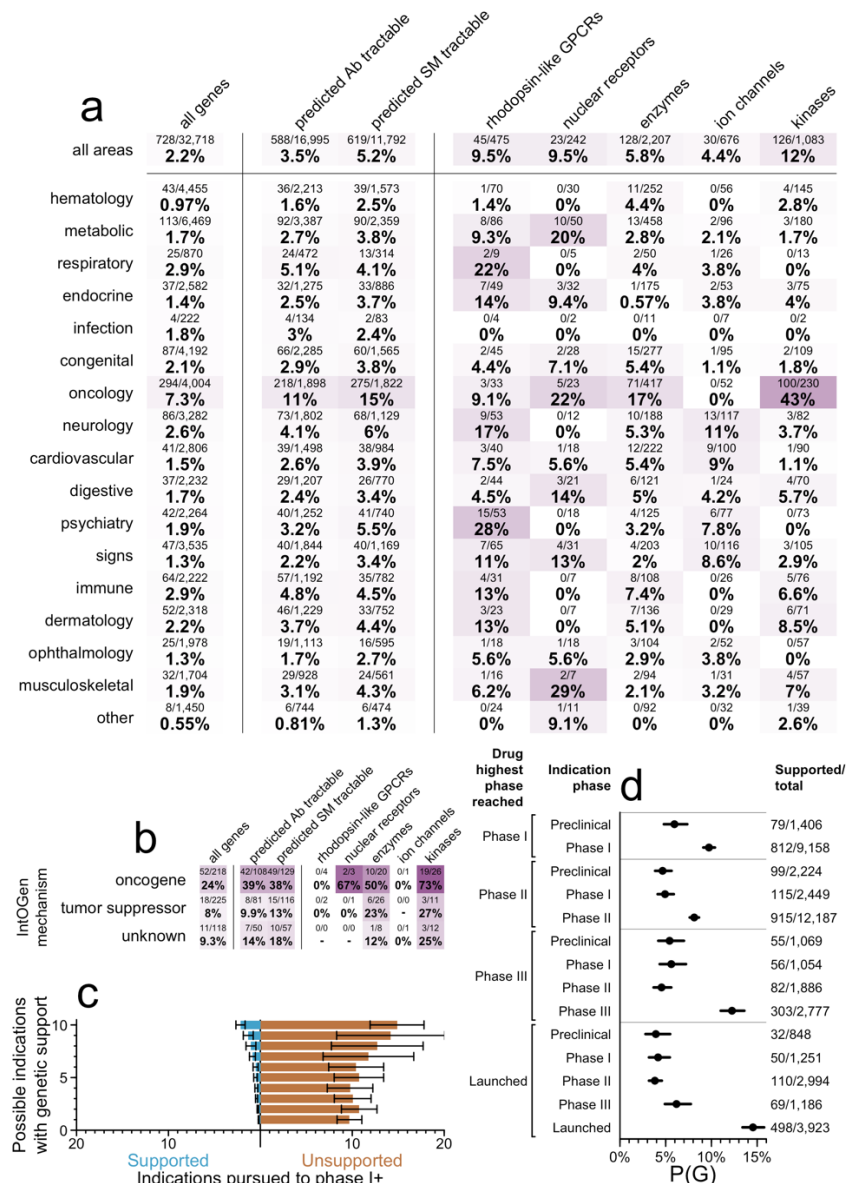 a
all genes
predicted Ab tractable
predicted SM tractable
rhodopsin-like GPCRs
nuclear receptors
enzymes
ion channels
kinases
728/32,718 588/16,995 619/11,792 45/475 23/242 128/2,207 30/676 126/1,083
all areas 2.2% 3.5% 5.2% 9.5% 9.5% 5.8% 4.4% 12%
43/4,455 36/2,213 39/1,573 1/70 0/30 11/252 0/56 4/145
hematology 0.97% 1.6% 2.5% 1.4% 0% 4.4% 0% 2.8%
113/6,469 92/3,387 90/2,359 8/86 10/50 13/458 2/96 3/180
metabolic 1.7% 2.7% 3.8% 9.3% 20% 2.8% 2.1% 1.7%
25/870 24/472 13/314 2/9 0/5 2/50 1/26 0/13
respiratory 2.9% 5.1% 4.1% 22% 0% 4% 3.8% 0%
37/2,582 32/1,275 33/886 7/49 3/32 1/175 2/53 3/75
endocrine 1.4% 2.5% 3.7% 14% 9.4% 0.57% 3.8% 4%
4/222 4/134 2/83 0/4 0/2 0/11 0/7 0/2
infection 1.8% 3% 2.4% 0% 0% 0% 0% 0%
87/4,192 66/2,285 60/1,565 2/45 2/28 15/277 1/95 2/109
congenital 2.1% 2.9% 3.8% 4.4% 7.1% 5.4% 1.1% 1.8%
294/4,004 218/1,898 275/1,822 3/33 5/23 71/417 0/52 100/230
oncology 7.3% 11% 15% 9.1% 22% 17% 0% 43%
86/3,282 73/1,802 68/1,129 9/53 0/12 10/188 13/117 3/82
neurology 2.6% 4.1% 6% 17% 0% 5.3% 11% 3.7%
41/2,806 39/1,498 38/984 3/40 1/18 12/222 9/100 1/90
cardiovascular 1.5% 2.6% 3.9% 7.5% 5.6% 5.4% 9% 1.1%
37/2,232 29/1,207 26/770 2/44 3/21 6/121 1/24 4/70
digestive 1.7% 2.4% 3.4% 4.5% 14% 5% 4.2% 5.7%
42/2,264 40/1,252 41/740 15/53 0/18 4/125 6/77 0/73
psychiatry 1.9% 3.2% 5.5% 28% 0% 3.2% 7.8% 0%
47/3,535 40/1,844 40/1,169 7/65 4/31 4/203 10/116 3/105
signs 1.3% 2.2% 3.4% 11% 13% 2% 8.6% 2.9%
64/2,222 57/1,192 35/782 4/31 0/7 8/108 0/26 5/76
immune 2.9% 4.8% 4.5% 13% 0% 7.4% 0% 6.6%
52/2,318 46/1,229 33/752 3/23 0/7 7/136 0/29 6/71
dermatology 2.2% 3.7% 4.4% 13% 0% 5.1% 0% 8.5%
25/1,978 19/1,113 16/595 1/18 1/18 3/104 2/52 0/57
ophthalmology 1.3% 1.7% 2.7% 5.6% 5.6% 2.9% 3.8% 0%
32/1,704 29/928 24/561 1/16 2/7 2/94 1/31 4/57
musculoskeletal 1.9% 3.1% 4.3% 6.2% 29% 2.1% 3.2% 7%
8/1,450 6/744 6/474 0/24 1/11 0/92 0/32 1/39
other 0.55% 0.81% 1.3% 0% 9.1% 0% 0% 2.6%
b
all genes
predicted Ab tractable
predicted SM tractable
rhodopsin-like GPCRs
nuclear receptors
enzymes
ion channels
kinases
IntOGen
mechanism
52/218 42/108 49/129 0/4 2/3 10/20 0/1 19/26
oncogene 24% 39% 38% 0% 67% 50% 0% 73%
18/225 8/81 15/116 0/2 0/1 6/26 0/0 3/11
tumor suppressor 8% 9.9% 13% 0% 0% 23% - 27%
11/118 7/50 10/57 0/0 0/0 1/8 0/1 3/12
unknown 9.3% 14% 18% - - 12% 0% 25%
c
Possible indications
with genetic support
10
5
0
20 10 10 20
Supported Unsupported
Indications pursued to phase I+
d
Drug
highest
phase
reached
Indication
phase
Supported/
total
Phase I
Preclinical 79/1,406
Phase I 812/9,158
Phase II
Preclinical 99/2,224
Phase I 115/2,449
Phase II 915/12,187
Phase III
Preclinical 55/1,069
Phase I 56/1,054
Phase II 82/1,886
Phase III 303/2,777
Launched
Preclinical 32/848
Phase I 50/1,251
Phase II 110/2,994
Phase III 69/1,186
Launched 498/3,923
0% 5% 10% 15%
P(G)